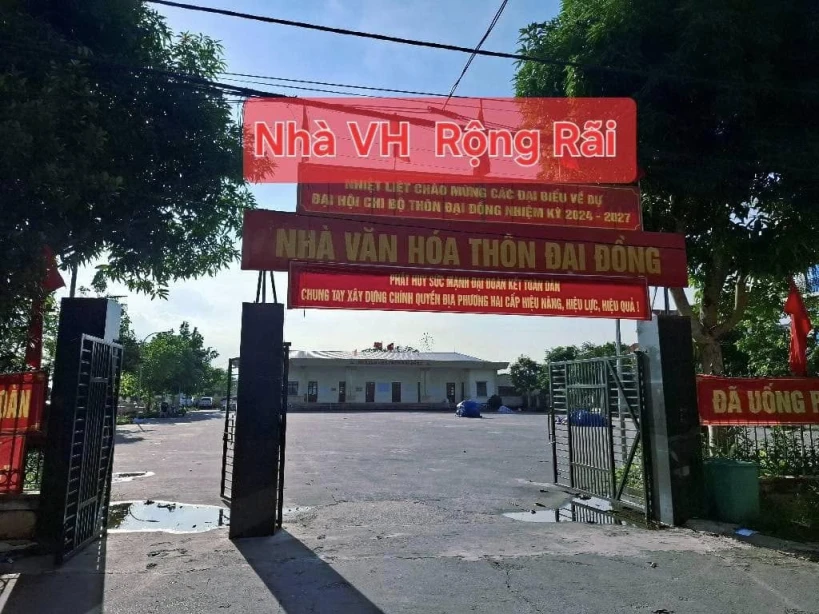 Nhà VH Rộng Rãi
NHIỆT LIỆT CHÀO MỪNG CÁC ĐẠI BIỂU VỀ DỰ
ĐẠI HỘI CHI BỘ THÔN ĐẠI ĐỒNG NHIỆM KỲ 2024 - 2027
NHÀ VĂN HÓA THÔN ĐẠI ĐỒNG
PHÁT HUY SỨC MẠNH ĐẠI ĐOÀN KẾT TOÀN DÂN
CHUNG TAY XÂY DỰNG CHÍNH QUYỀN ĐỊA PHƯƠNG HAI CẤP HIỆU NĂNG, HIỆU LỰC, HIỆU QUẢ !
ĐÃ UỐNG